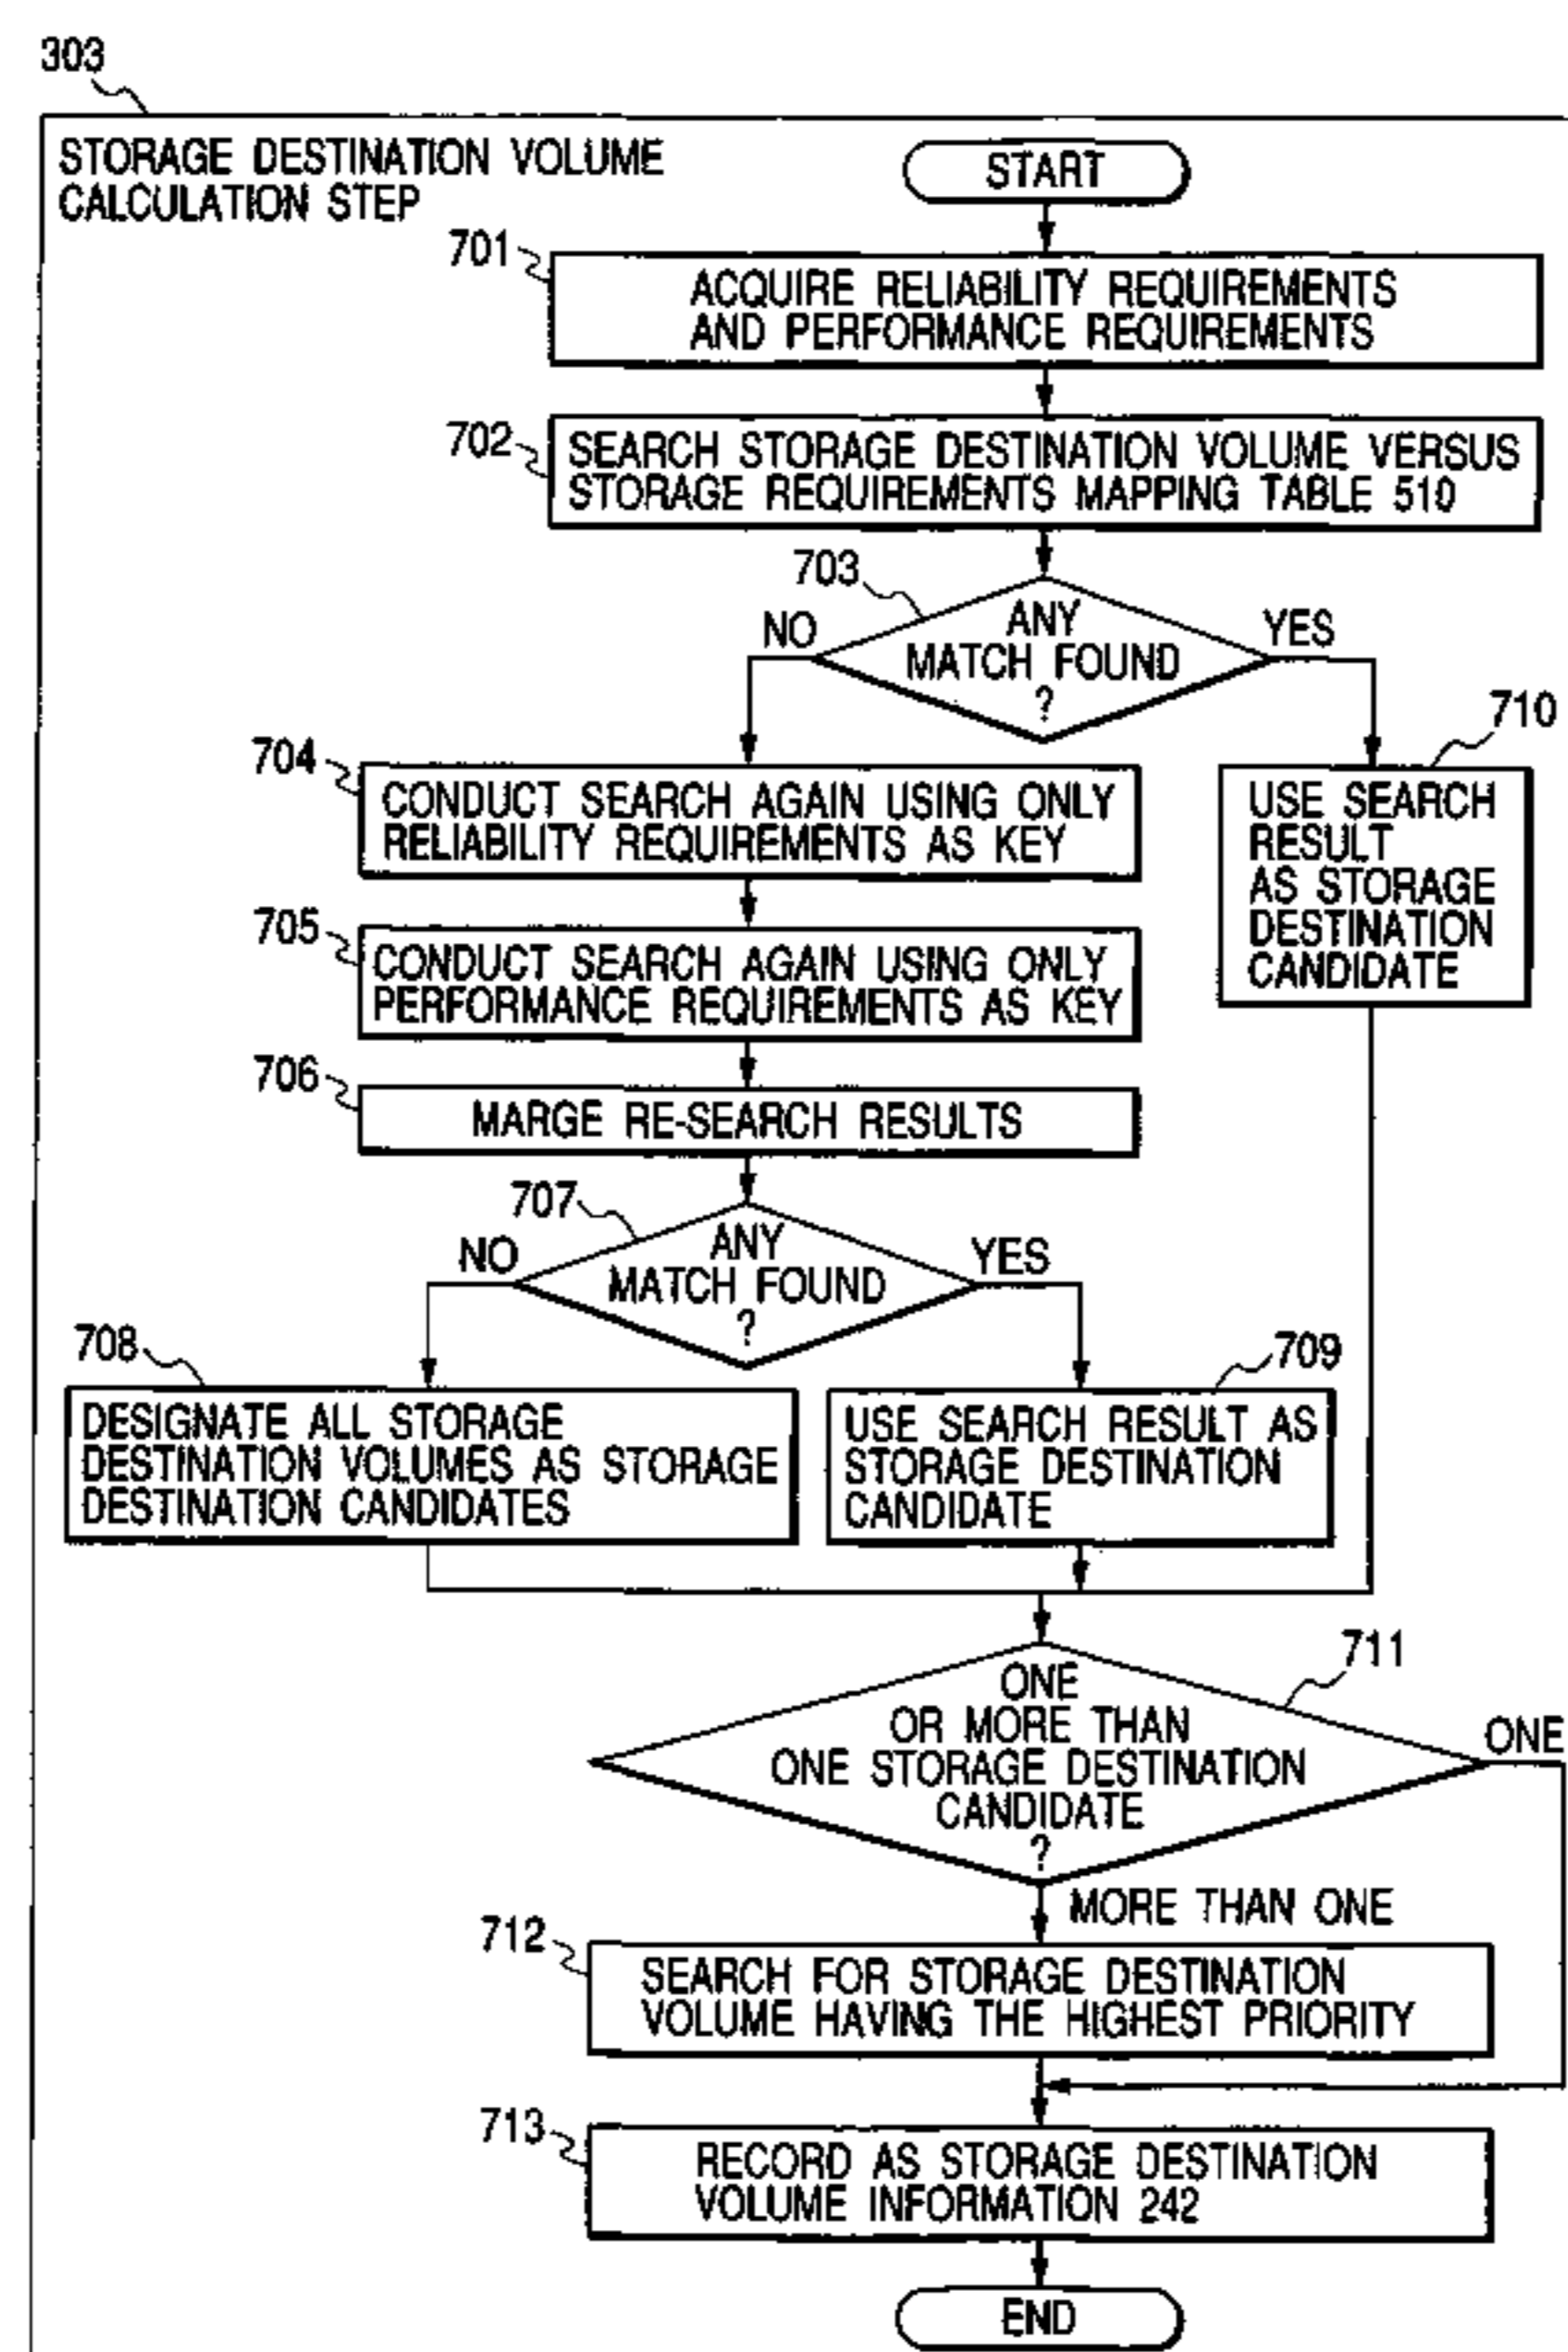 303
STORAGE DESTINATION VOLUME
CALCULATION STEP
START
701
ACQUIRE RELIABILITY REQUIREMENTS
AND PERFORMANCE REQUIREMENTS
702
SEARCH STORAGE DESTINATION VOLUME VERSUS
STORAGE REQUIREMENTS MAPPING TABLE 510
703
NO
ANY
MATCH FOUND
?
YES
710
704
CONDUCT SEARCH AGAIN USING ONLY
RELIABILITY REQUIREMENTS AS KEY
USE SEARCH
RESULT
AS STORAGE
DESTINATION
CANDIDATE
705
CONDUCT SEARCH AGAIN USING ONLY
PERFORMANCE REQUIREMENTS AS KEY
706
MARGE RE-SEARCH RESULTS
707
NO
ANY
MATCH FOUND
?
YES
708
DESIGNATE ALL STORAGE
DESTINATION VOLUMES AS STORAGE
DESTINATION CANDIDATES
709
USE SEARCH RESULT AS
STORAGE DESTINATION
CANDIDATE
711
ONE
OR MORE THAN
ONE STORAGE DESTINATION
CANDIDATE
?
ONE
MORE THAN ONE
712
SEARCH FOR STORAGE DESTINATION
VOLUME HAVING THE HIGHEST PRIORITY
713
RECORD AS STORAGE DESTINATION
VOLUME INFORMATION 242
END